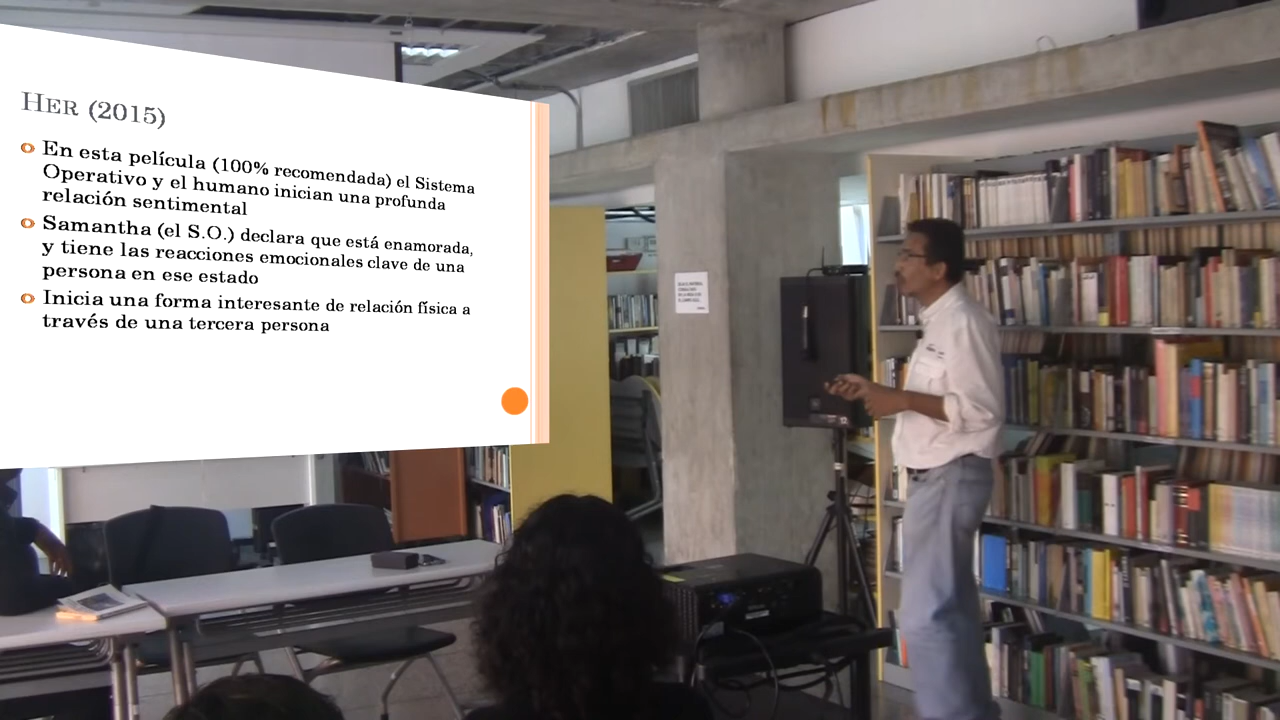 HER (2015)
En esta película (100% recomendada) el Sistema
Operativo y el humano inician una profunda
relación sentimental
Samantha (el S.O.) declara que está enamorada,
y tiene las reacciones emocionales clave de una
persona en ese estado
Inicia una forma interesante de relación física a
través de una tercera persona